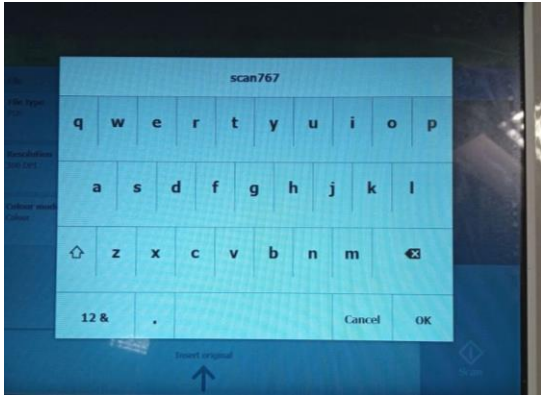 scan767
q w e r t y u i o p
a s d f g h j k l
z x c v b n m
12 & . Cancel OK
File type
Resolution
Colour mode
Colour
Insert original
Scan